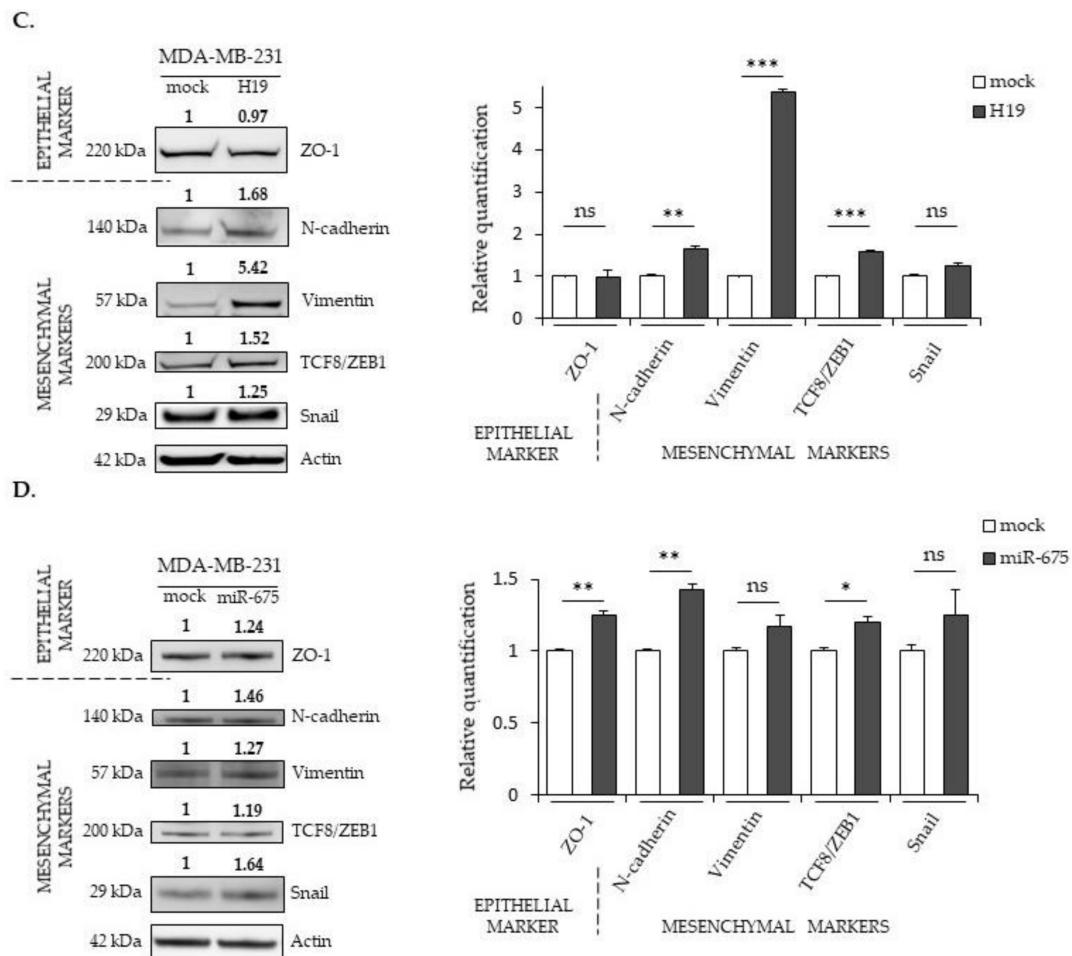 C.
MDA-MB-231
mock H19
EPITHELIAL
MARKER
1 0.97
220 kDa ZO-1
MESENCHYMAL
MARKERS
1 1.68
140 kDa N-cadherin
1 5.42
57 kDa Vimentin
1 1.52
200 kDa TCF8/ZEB1
1 1.25
29 kDa Snail
42 kDa Actin
mock
H19
Relative quantification
5
4
3
2
1
0
ns ** *** *** ns
ZO-1 N-cadherin Vimentin TCF8/ZEB1 Snail
EPITHELIAL
MARKER
MESENCHYMAL MARKERS
D.
MDA-MB-231
mock miR-675
EPITHELIAL
MARKER
1 1.24
220 kDa ZO-1
MESENCHYMAL
MARKERS
1 1.46
140 kDa N-cadherin
1 1.27
57 kDa Vimentin
1 1.19
200 kDa TCF8/ZEB1
1 1.64
29 kDa Snail
42 kDa Actin
mock
miR-675
Relative quantification
1.5
1
0.5
0
** ** ns * ns
ZO-1 N-cadherin Vimentin TCF8/ZEB1 Snail
EPITHELIAL
MARKER
MESENCHYMAL MARKERS